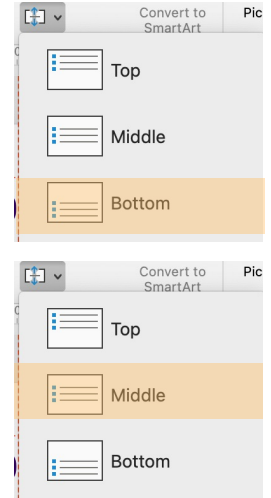 Convert to
SmartArt
Pic
Top
Middle
Bottom
Convert to
SmartArt
Pic
Top
Middle
Bottom